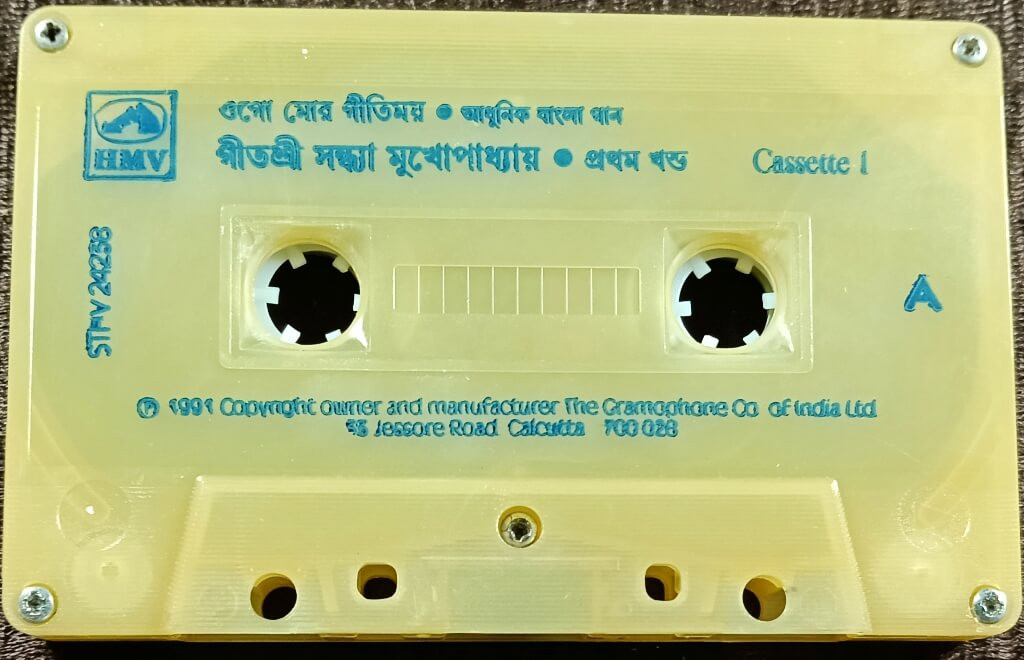 HMV
ওগো মোর গীতিময় ● আধুনিক বাংলা গান
গীতশ্রী সন্ধ্যা মুখোপাধ্যায় ● প্রথম খন্ড Cassette 1
STHV 24258
A
℗ 1991 Copyright owner and manufacturer The Gramophone Co of India Ltd
33 Jessore Road Calcutta 700 028